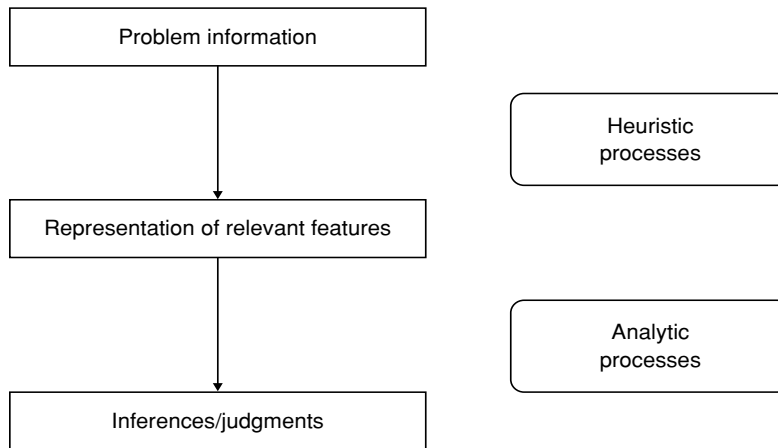 Problem information
Heuristic
processes
Representation of relevant features
Analytic
processes
Inferences/judgments